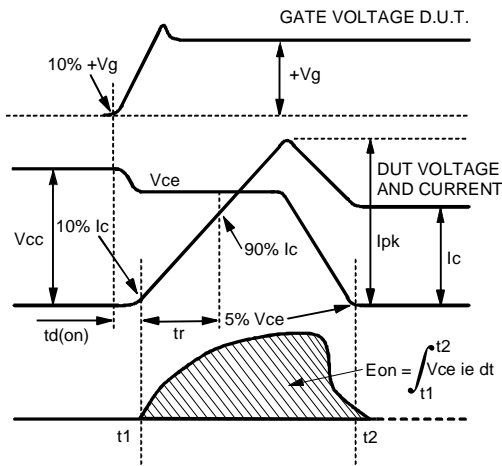 GATE VOLTAGE D.U.T.
10% +Vg
+Vg
Vce
DUT VOLTAGE
AND CURRENT
10% Ic
Vcc
90% Ic
Ipk
Ic
td(on)
tr
5% Vce
Eon = ∫ Vce ie dt
t2
t1
t1
t2